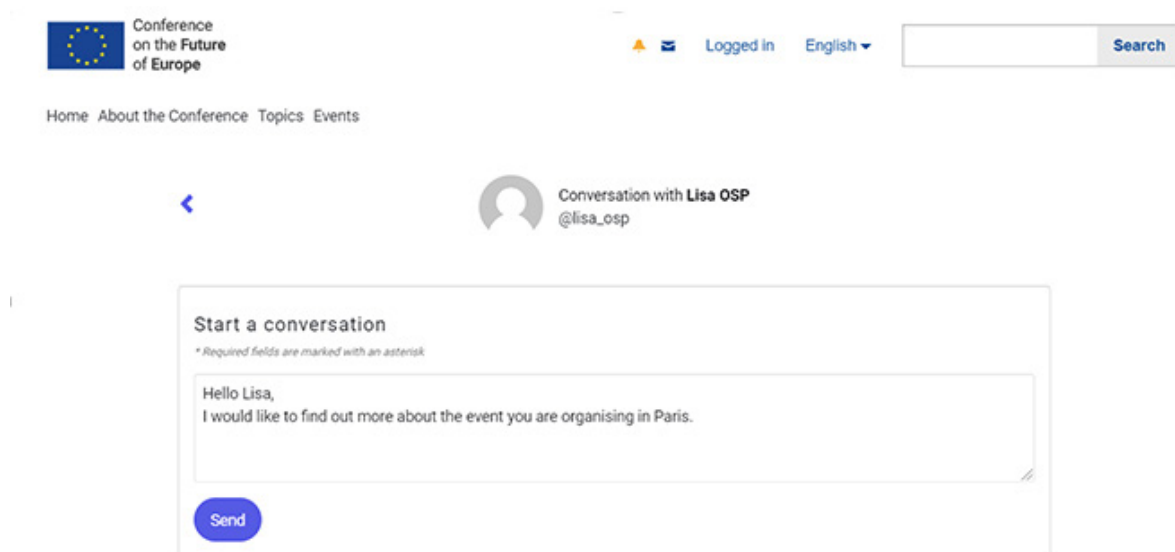 Conference
on the Future
of Europe
Logged in
English
Search
Home About the Conference Topics Events
Conversation with Lisa OSP
@lisa_osp
Start a conversation
* Required fields are marked with an asterisk
Hello Lisa,
I would like to find out more about the event you are organising in Paris.
Send